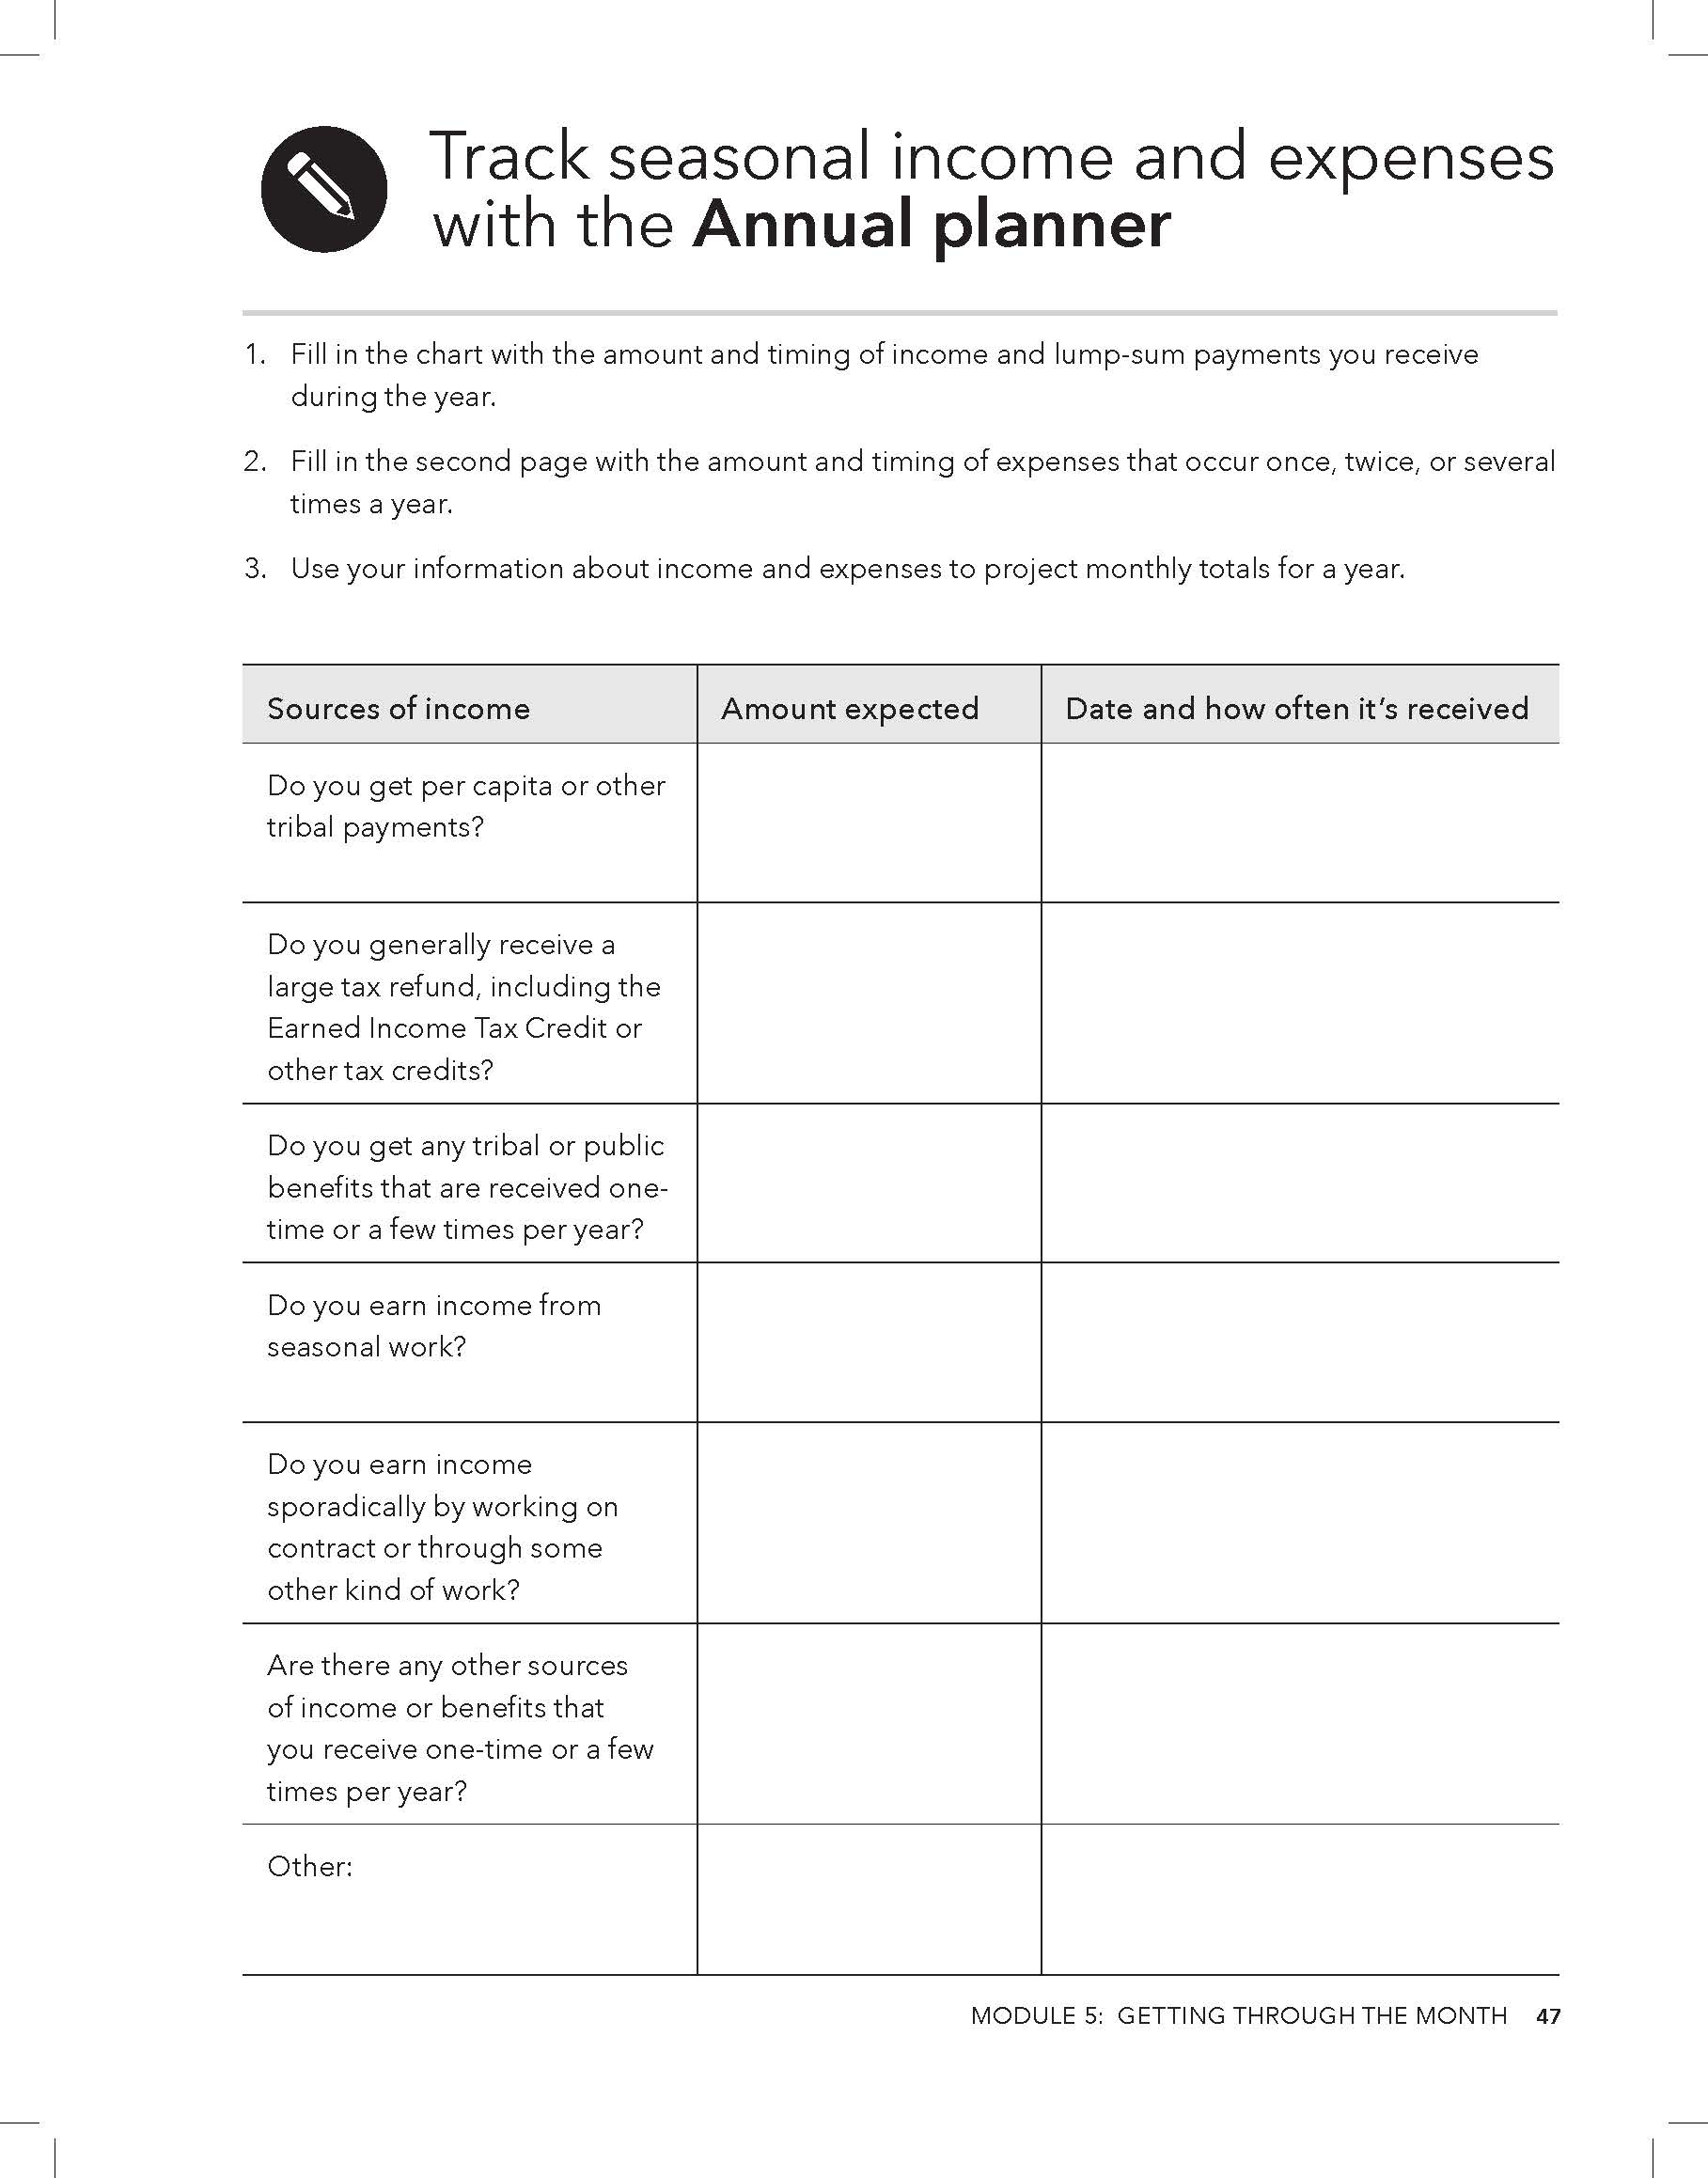 Track seasonal income and expenses
with the Annual planner
1. Fill in the chart with the amount and timing of income and lump-sum payments you receive
during the year.
2. Fill in the second page with the amount and timing of expenses that occur once, twice, or several
times a year.
3. Use your information about income and expenses to project monthly totals for a year.
Sources of income Amount expected Date and how often it’s received
Do you get per capita or other
tribal payments?
Do you generally receive a
large tax refund, including the
Earned Income Tax Credit or
other tax credits?
Do you get any tribal or public
benefits that are received one-
time or a few times per year?
Do you earn income from
seasonal work?
Do you earn income
sporadically by working on
contract or through some
other kind of work?
Are there any other sources
of income or benefits that
you receive one-time or a few
times per year?
Other:
MODULE 5: GETTING THROUGH THE MONTH 47